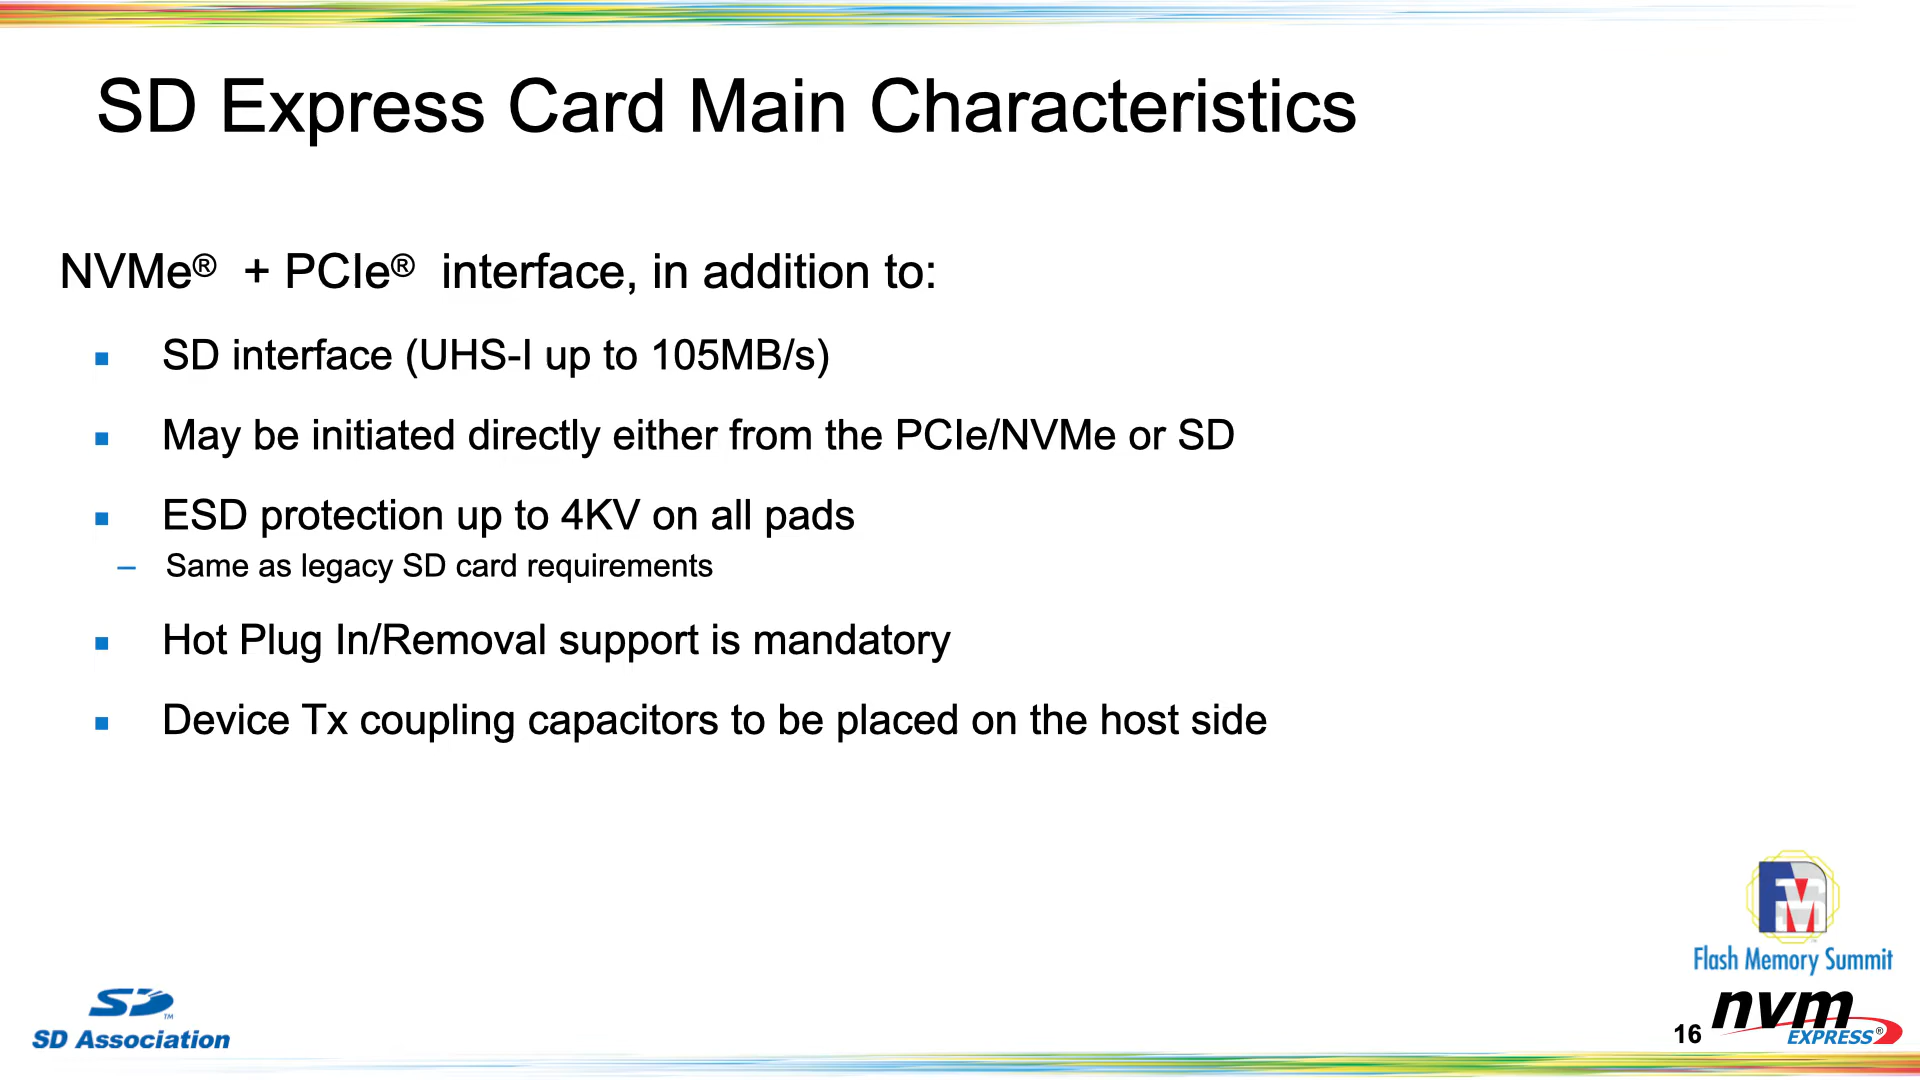 SD Express Card Main Characteristics
NVMe® + PCIe® interface, in addition to:
SD interface (UHS-I up to 105MB/s)
May be initiated directly either from the PCIe/NVMe or SD
ESD protection up to 4KV on all pads
– Same as legacy SD card requirements
Hot Plug In/Removal support is mandatory
Device Tx coupling capacitors to be placed on the host side
FMS
Flash Memory Summit
SD™
SD Association
16
nvm
EXPRESS®